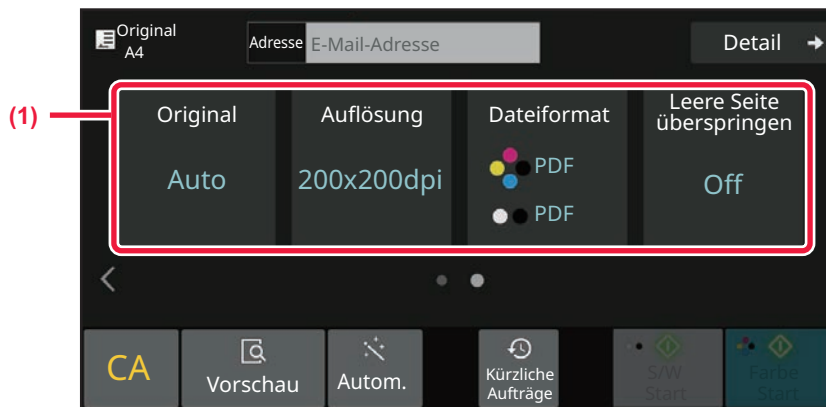 Original
A4
Adresse E-Mail-Adresse
Detail
(1)
Original
Auflösung
Dateiformat
Leere Seite
überspringen
Auto
200x200dpi
PDF
PDF
Off
CA
Vorschau
Autom.
Kürzliche
Aufträge
S/W
Start
Farbe
Start